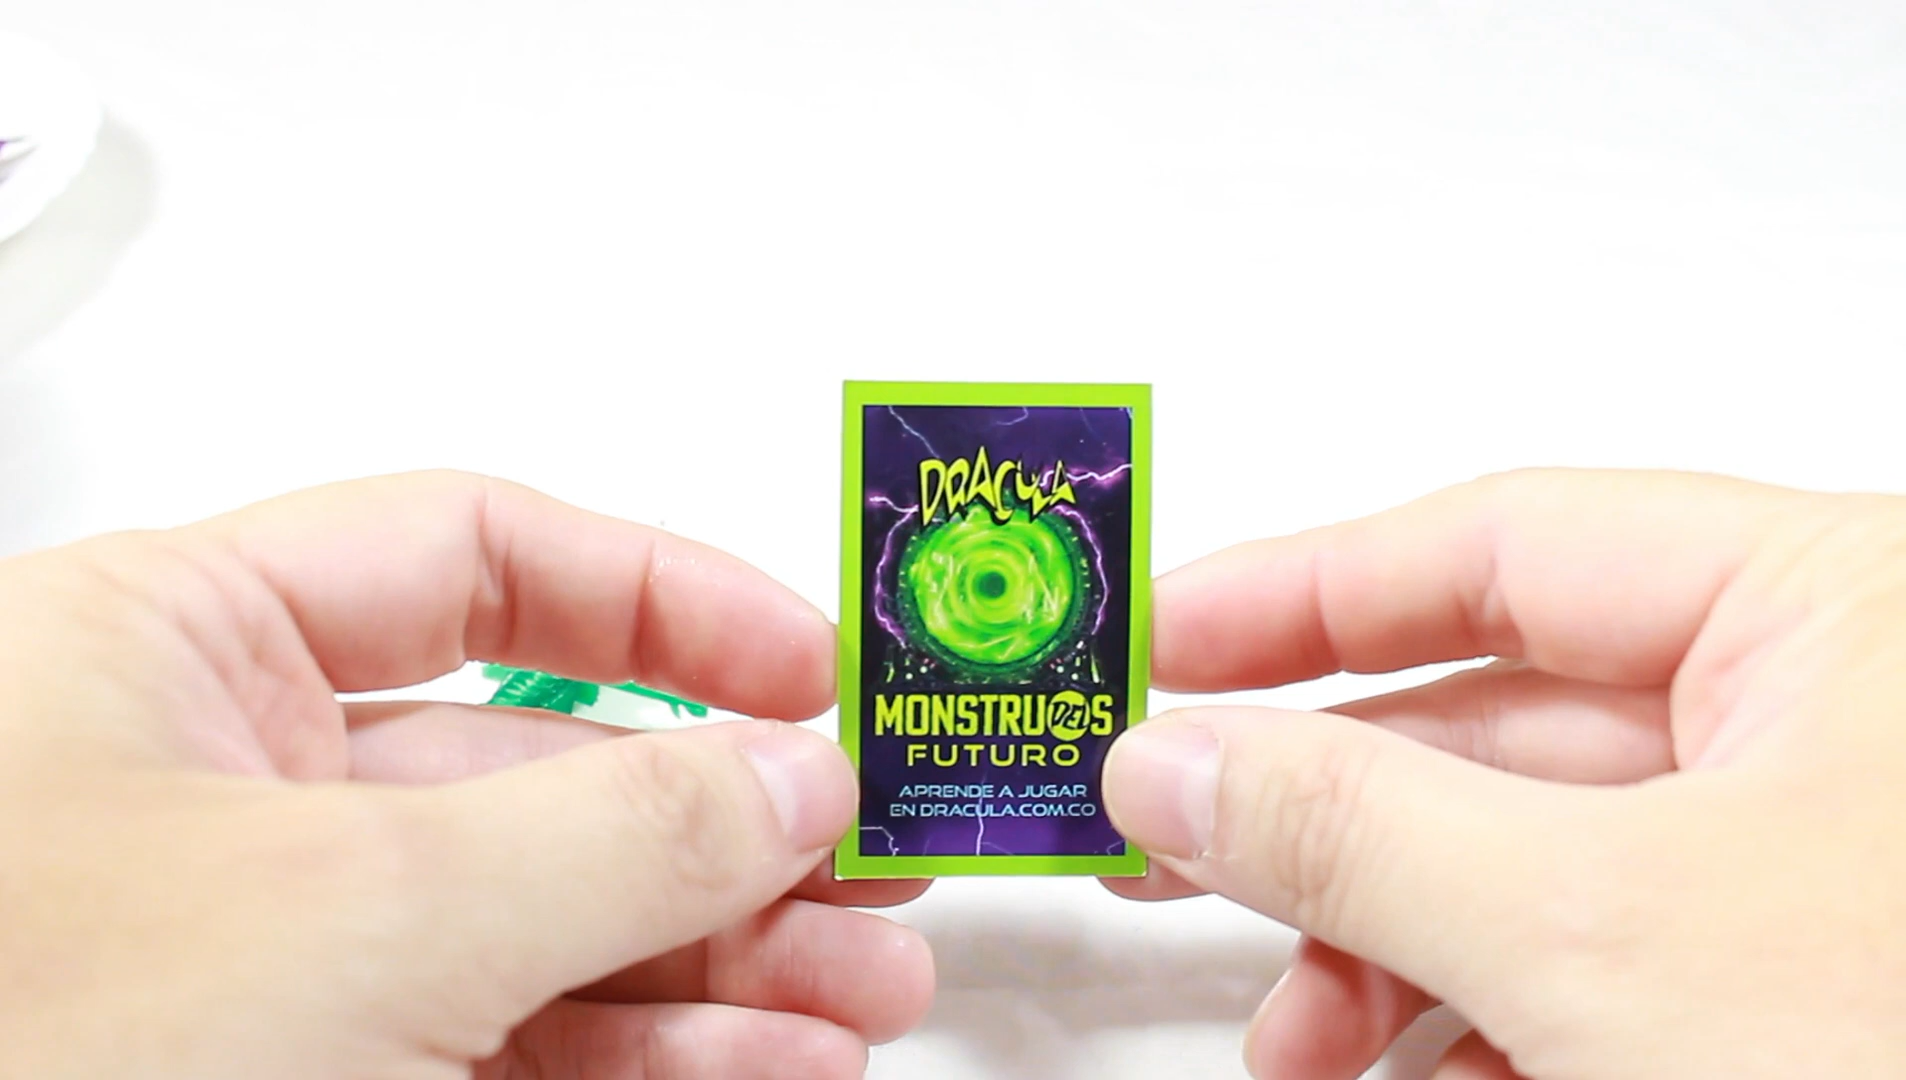 DRACULA
MONSTRUOS DEL
FUTURO
APRENDE A JUGAR
EN DRACULA.COM.CO